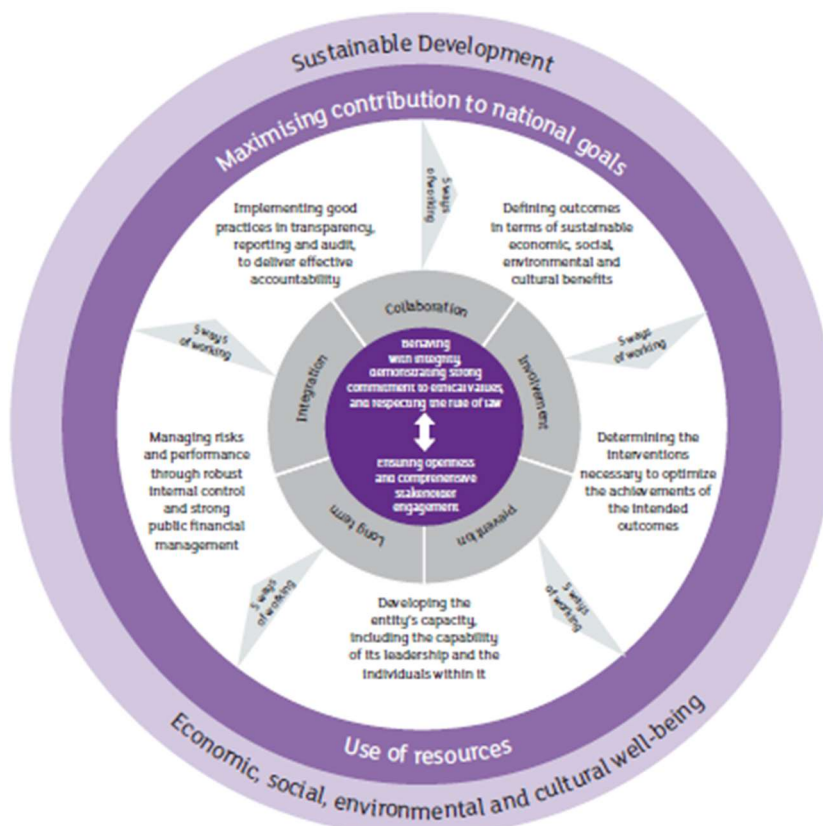 Sustainable Development
Maximising contribution to national goals
5 ways
of working
Implementing good
practices in transparency,
reporting and audit,
to deliver effective
accountability
Defining outcomes
in terms of sustainable
economic, social,
environmental and
cultural benefits
Collaboration
5 ways
of working
5 ways
of working
Integration
Involvement
Behaving
with integrity,
demonstrating strong
commitment to ethical values,
and respecting the rule of law
Managing risks
and performance
through robust
internal control
and strong
public financial
management
Determining the
interventions
necessary to optimize
the achievements of
the intended
outcomes
Ensuring openness
and comprehensive
stakeholder
engagement
Long term
Prevention
5 ways
of working
5 ways
of working
Developing the
entity's capacity,
including the capability
of its leadership and the
individuals within it
Use of resources
Economic, social, environmental and cultural well-being